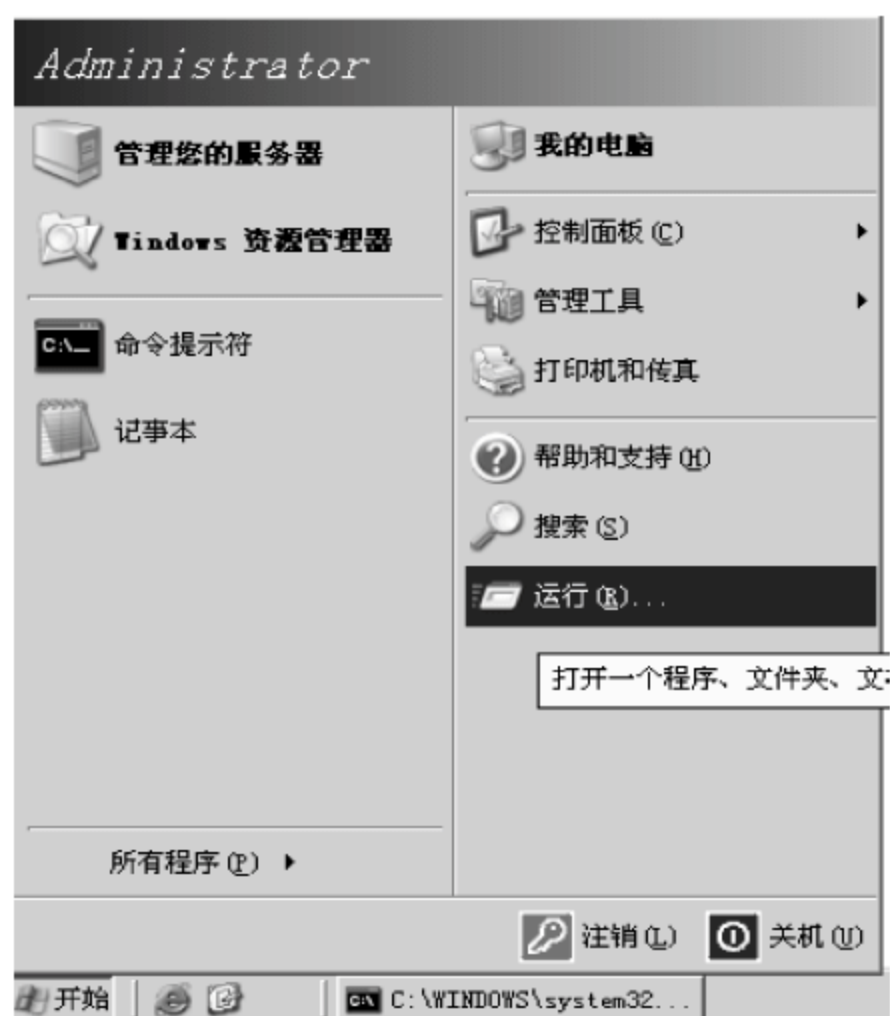 Administrator
管理您的服务器
Windows 资源管理器
命令提示符
记事本
所有程序(P)
我的电脑
控制面板(C)
管理工具
打印机和传真
帮助和支持(H)
搜索(S)
运行(R)...
打开一个程序、文件夹、文
注销(L)
关机(U)
开始
C:\WINDOWS\system32...